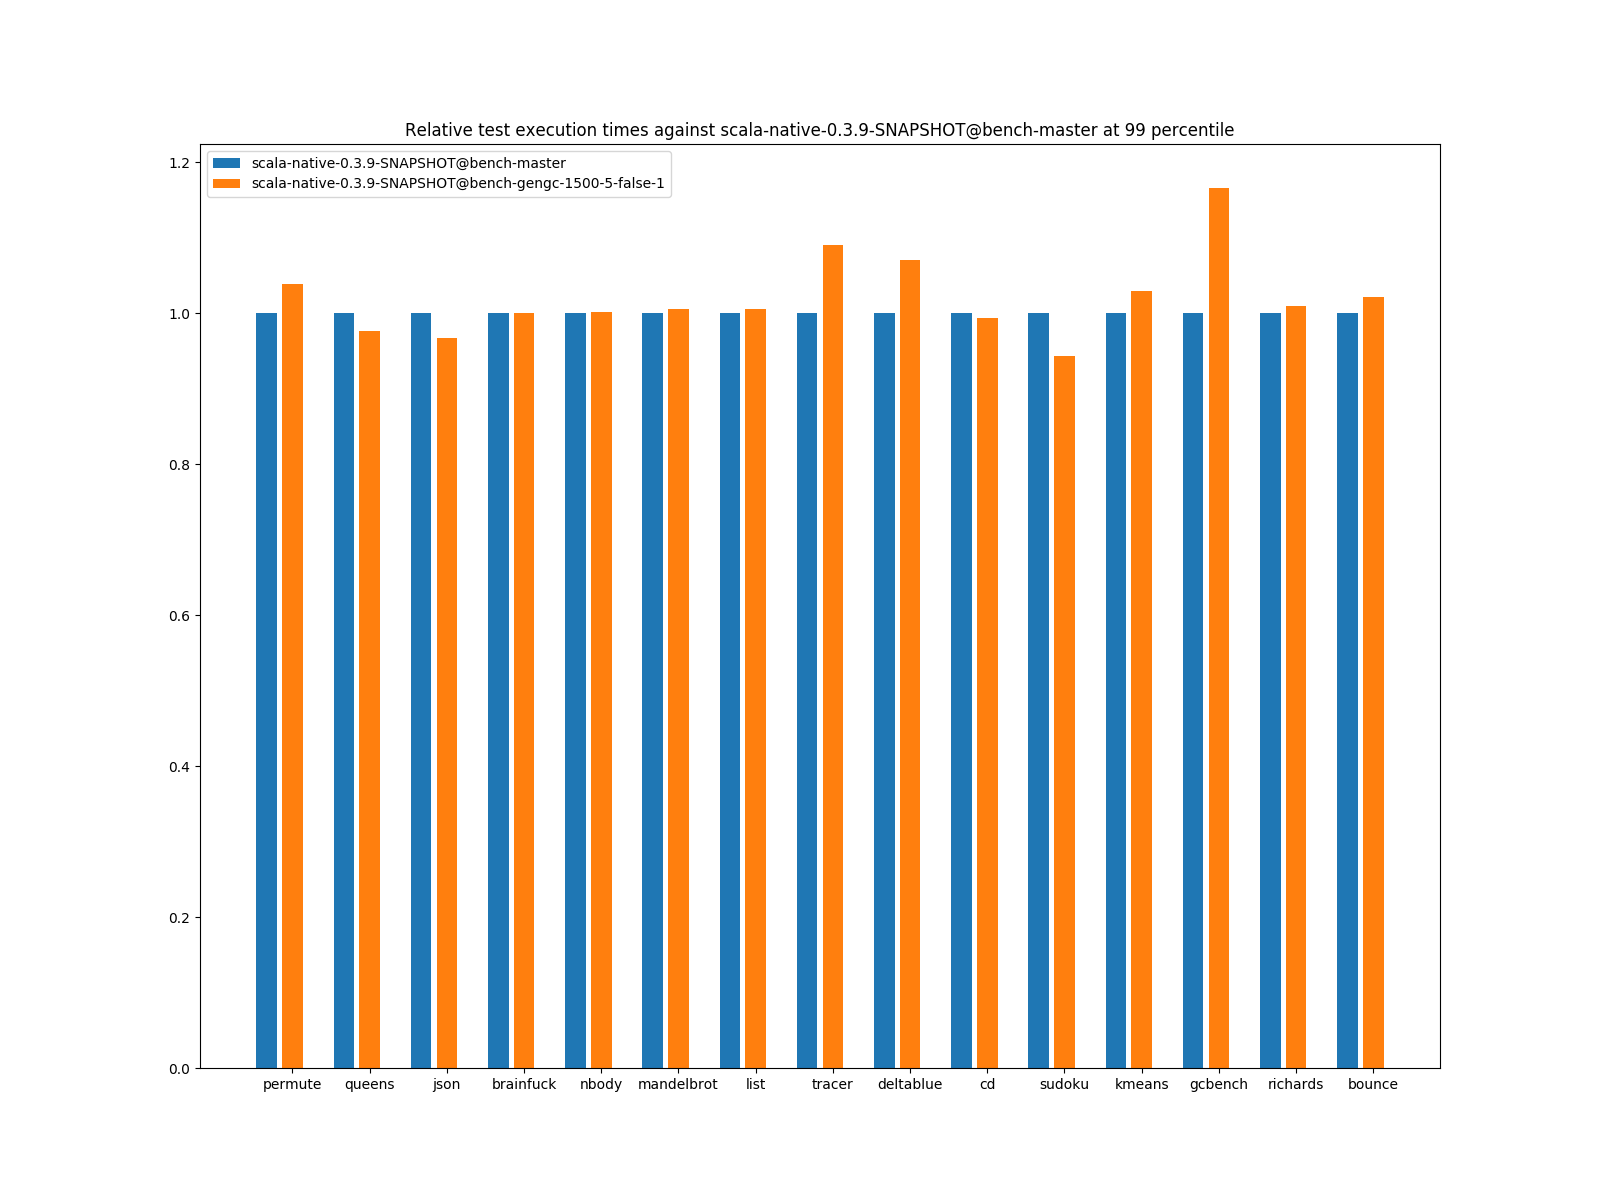 Relative test execution times against scala-native-0.3.9-SNAPSHOT@bench-master at 99 percentile
scala-native-0.3.9-SNAPSHOT@bench-master
scala-native-0.3.9-SNAPSHOT@bench-gengc-1500-5-false-1
1.2
1.0
0.8
0.6
0.4
0.2
0.0
permute queens json brainfuck nbody mandelbrot list tracer deltablue cd sudoku kmeans gcbench richards bounce